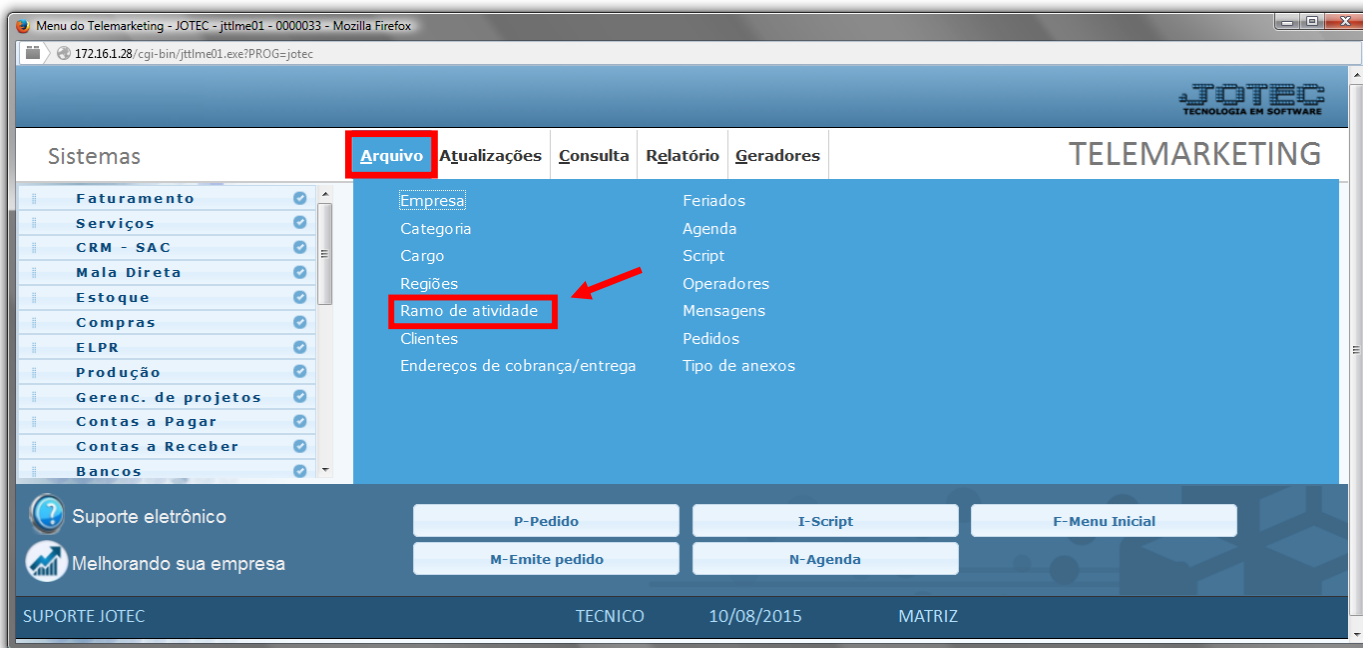 Menu do Telemarketing - JOTEC - jttlme01 - 0000033 - Mozilla Firefox
172.16.1.28/cgi-bin/jttlme01.exe?PROG=jotec
JOTEC
TECNOLOGIA EM SOFTWARE
Sistemas
Arquivo Atualizações Consulta Relatório Geradores
TELEMARKETING
Faturamento
Serviços
CRM - SAC
Mala Direta
Estoque
Compras
ELPR
Produção
Gerenc. de projetos
Contas a Pagar
Contas a Receber
Bancos
Empresa
Categoria
Cargo
Regiões
Ramo de atividade
Clientes
Endereços de cobrança/entrega
Feriados
Agenda
Script
Operadores
Mensagens
Pedidos
Tipo de anexos
Suporte eletrônico
Melhorando sua empresa
P-Pedido I-Script F-Menu Inicial
M-Emite pedido N-Agenda
SUPORTE JOTEC TECNICO 10/08/2015 MATRIZ